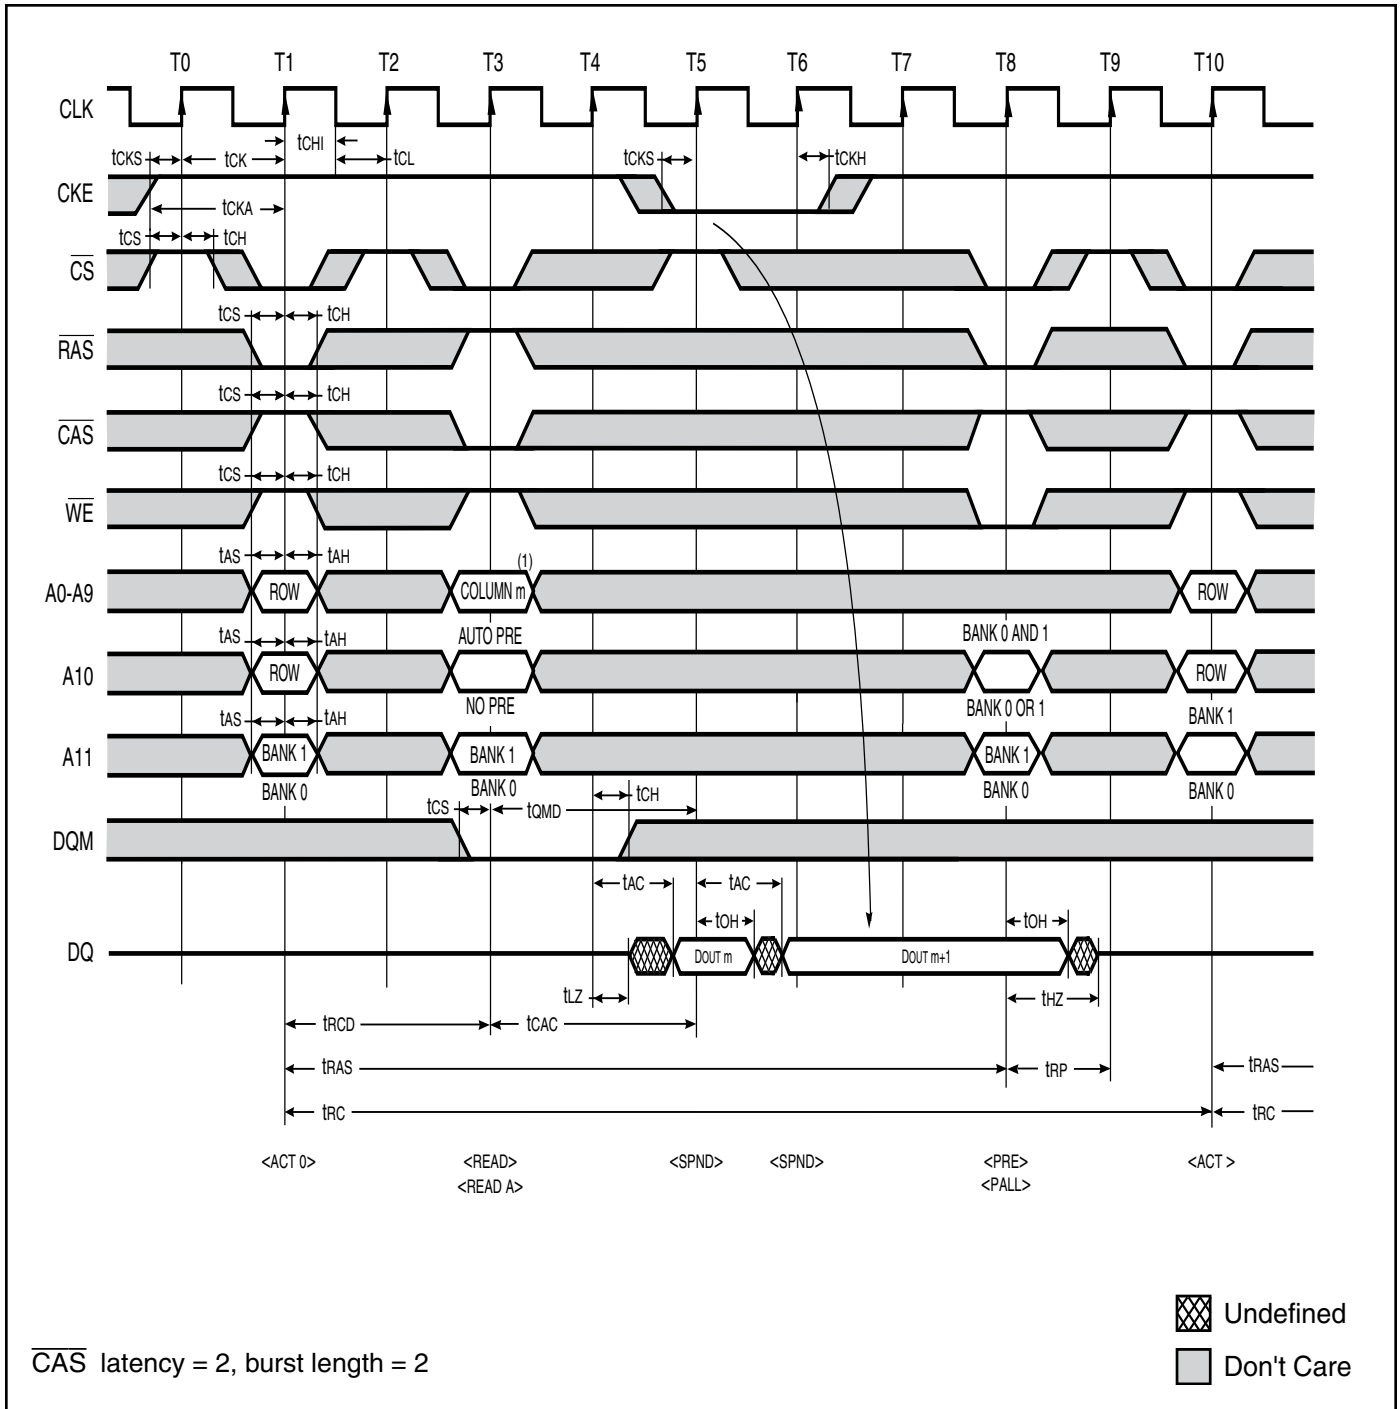 T0 T1 T2 T3 T4 T5 T6 T7 T8 T9 T10
CLK
tCHI
tCKS tCK tCL tCKS tCKH
CKE
tCKA
tCS tCH
CS
tCS tCH
RAS
tCS tCH
CAS
tCS tCH
WE
tAS tAH (1)
A0-A9 ROW COLUMN m ROW
tAS tAH AUTO PRE BANK 0 AND 1
A10 ROW ROW
NO PRE BANK 0 OR 1
tAS tAH BANK 1
A11 BANK 1 BANK 1 BANK 1
BANK 0 BANK 0 BANK 0 BANK 0
tCS tQMD tCH
DQM
tAC tAC
tOH tOH
DQ DOUT m DOUT m+1
tLZ tHZ
tRCD tCAC
tRAS tRP tRAS
tRC tRC
<ACT 0> <READ> <SPND> <SPND> <PRE> <ACT >
<READ A> <PALL>
Undefined
CAS latency = 2, burst length = 2
Don't Care